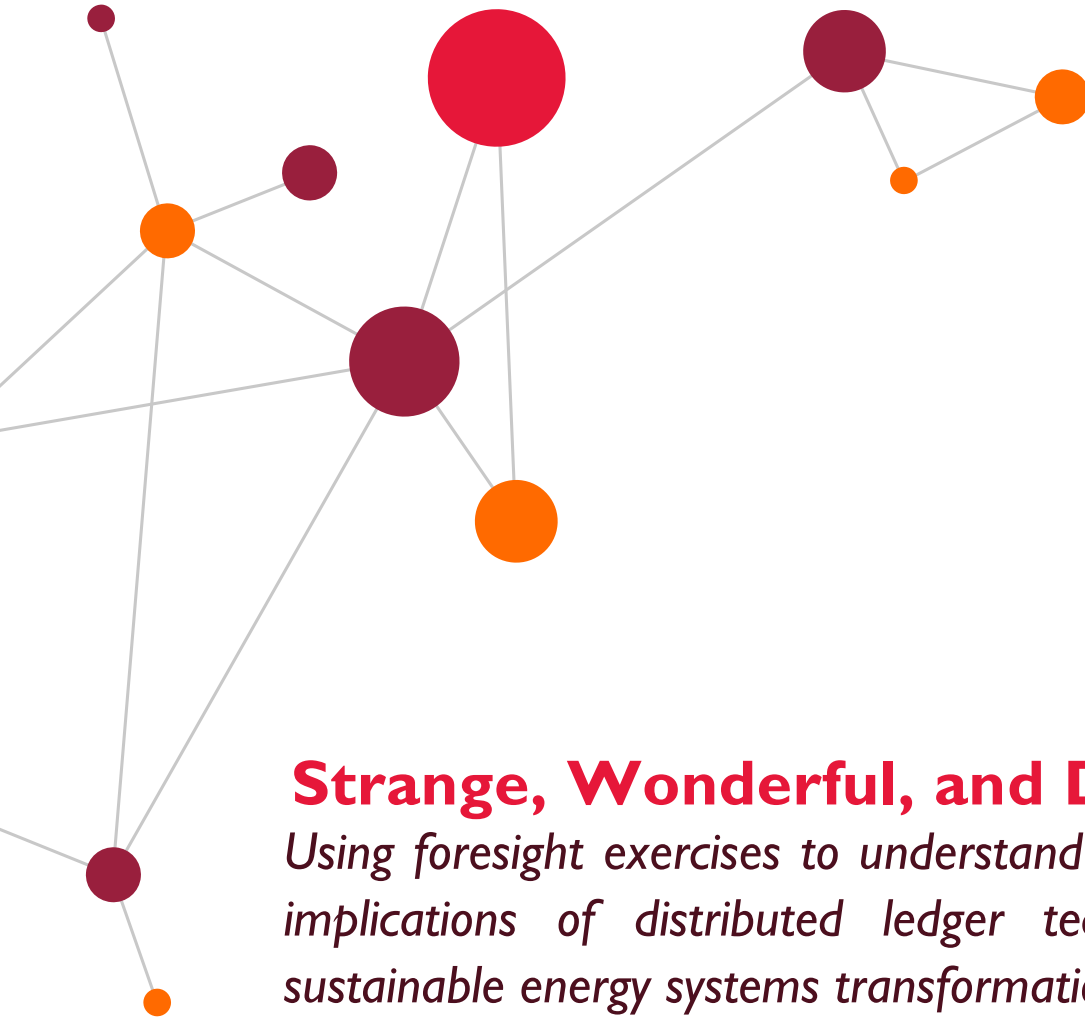 Strange, Wonderful, and
Using foresight exercises to understand
implications of distributed ledger
sustainable energy systems